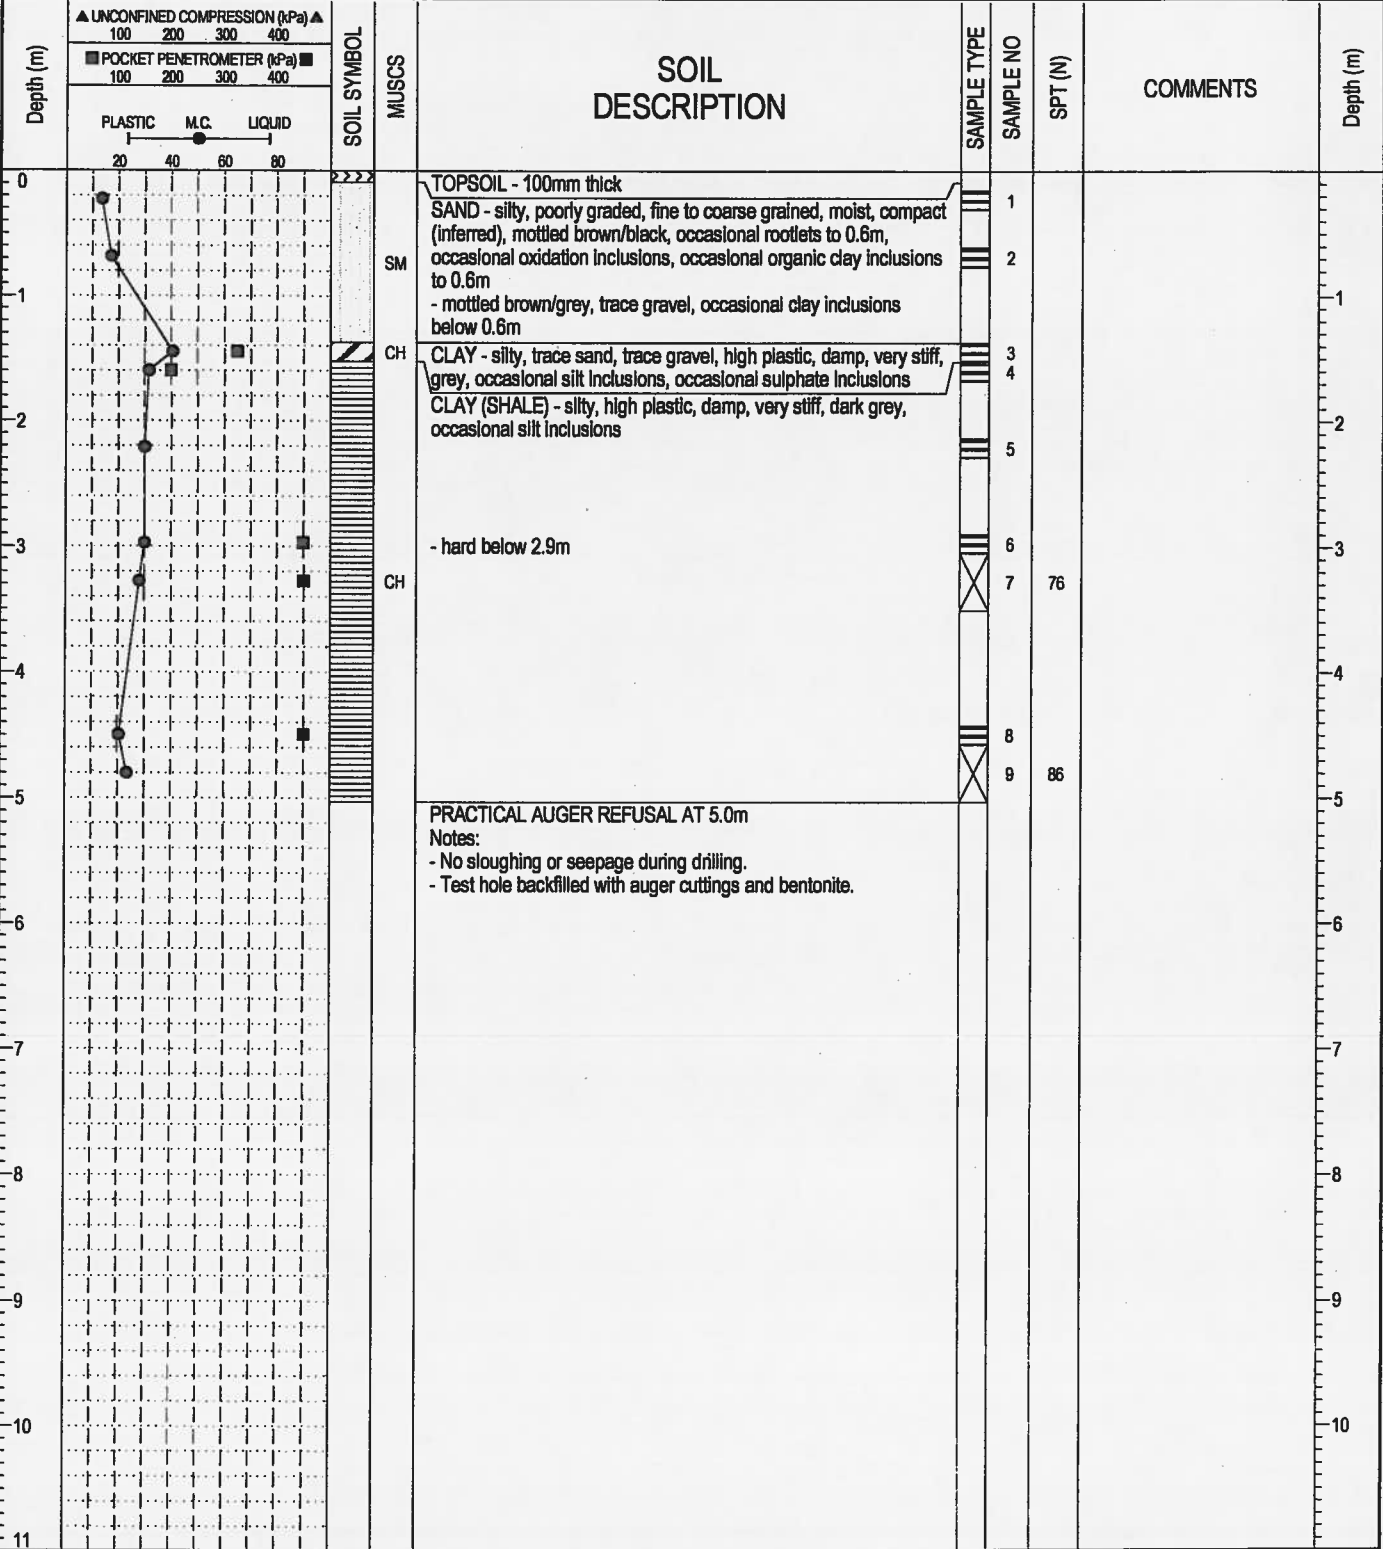 ▲ UNCONFINED COMPRESSION (kPa) ▲
100 200 300 400
■ POCKET PENETROMETER (kPa) ■
100 200 300 400
PLASTIC M.C. LIQUID
20 40 60 80
Depth (m)
SOIL SYMBOL
MUSCS
SOIL
DESCRIPTION
SAMPLE TYPE
SAMPLE NO
SPT (N)
COMMENTS
Depth (m)
0
TOPSOIL - 100mm thick
1
SAND - silty, poorly graded, fine to coarse grained, moist, compact
(inferred), mottled brown/black, occasional rootlets to 0.6m,
occasional oxidation inclusions, occasional organic clay inclusions
to 0.6m
SM
2
- mottled brown/grey, trace gravel, occasional clay inclusions
below 0.6m
1
1
CH
CLAY - silty, trace sand, trace gravel, high plastic, damp, very stiff,
grey, occasional silt inclusions, occasional sulphate inclusions
3
4
CLAY (SHALE) - silty, high plastic, damp, very stiff, dark grey,
occasional silt inclusions
2
2
5
3
- hard below 2.9m
6
3
CH
7 76
4
4
8
9 86
5
5
PRACTICAL AUGER REFUSAL AT 5.0m
Notes:
- No sloughing or seepage during drilling.
- Test hole backfilled with auger cuttings and bentonite.
6
6
7
7
8
8
9
9
10
10
11